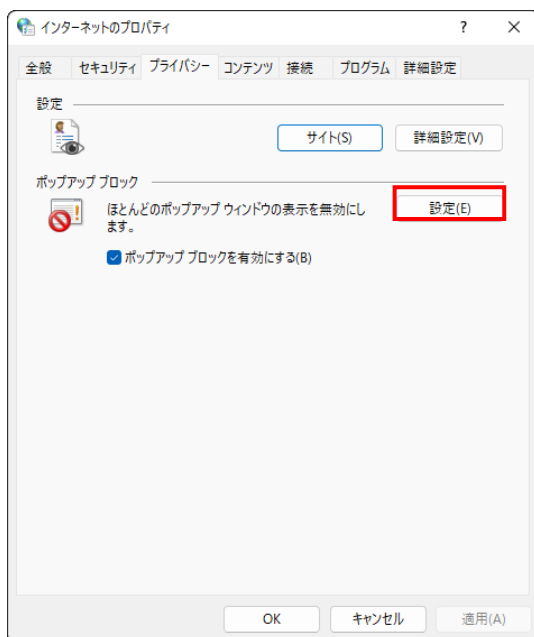 インターネットのプロパティ ? ×
全般 セキュリティ プライバシー コンテンツ 接続 プログラム 詳細設定
設定
サイト(S) 詳細設定(V)
ポップアップ ブロック
ほとんどのポップアップ ウィンドウの表示を無効にし 設定(E)
ます。
ポップアップ ブロックを有効にする(B)
OK キャンセル 適用(A)